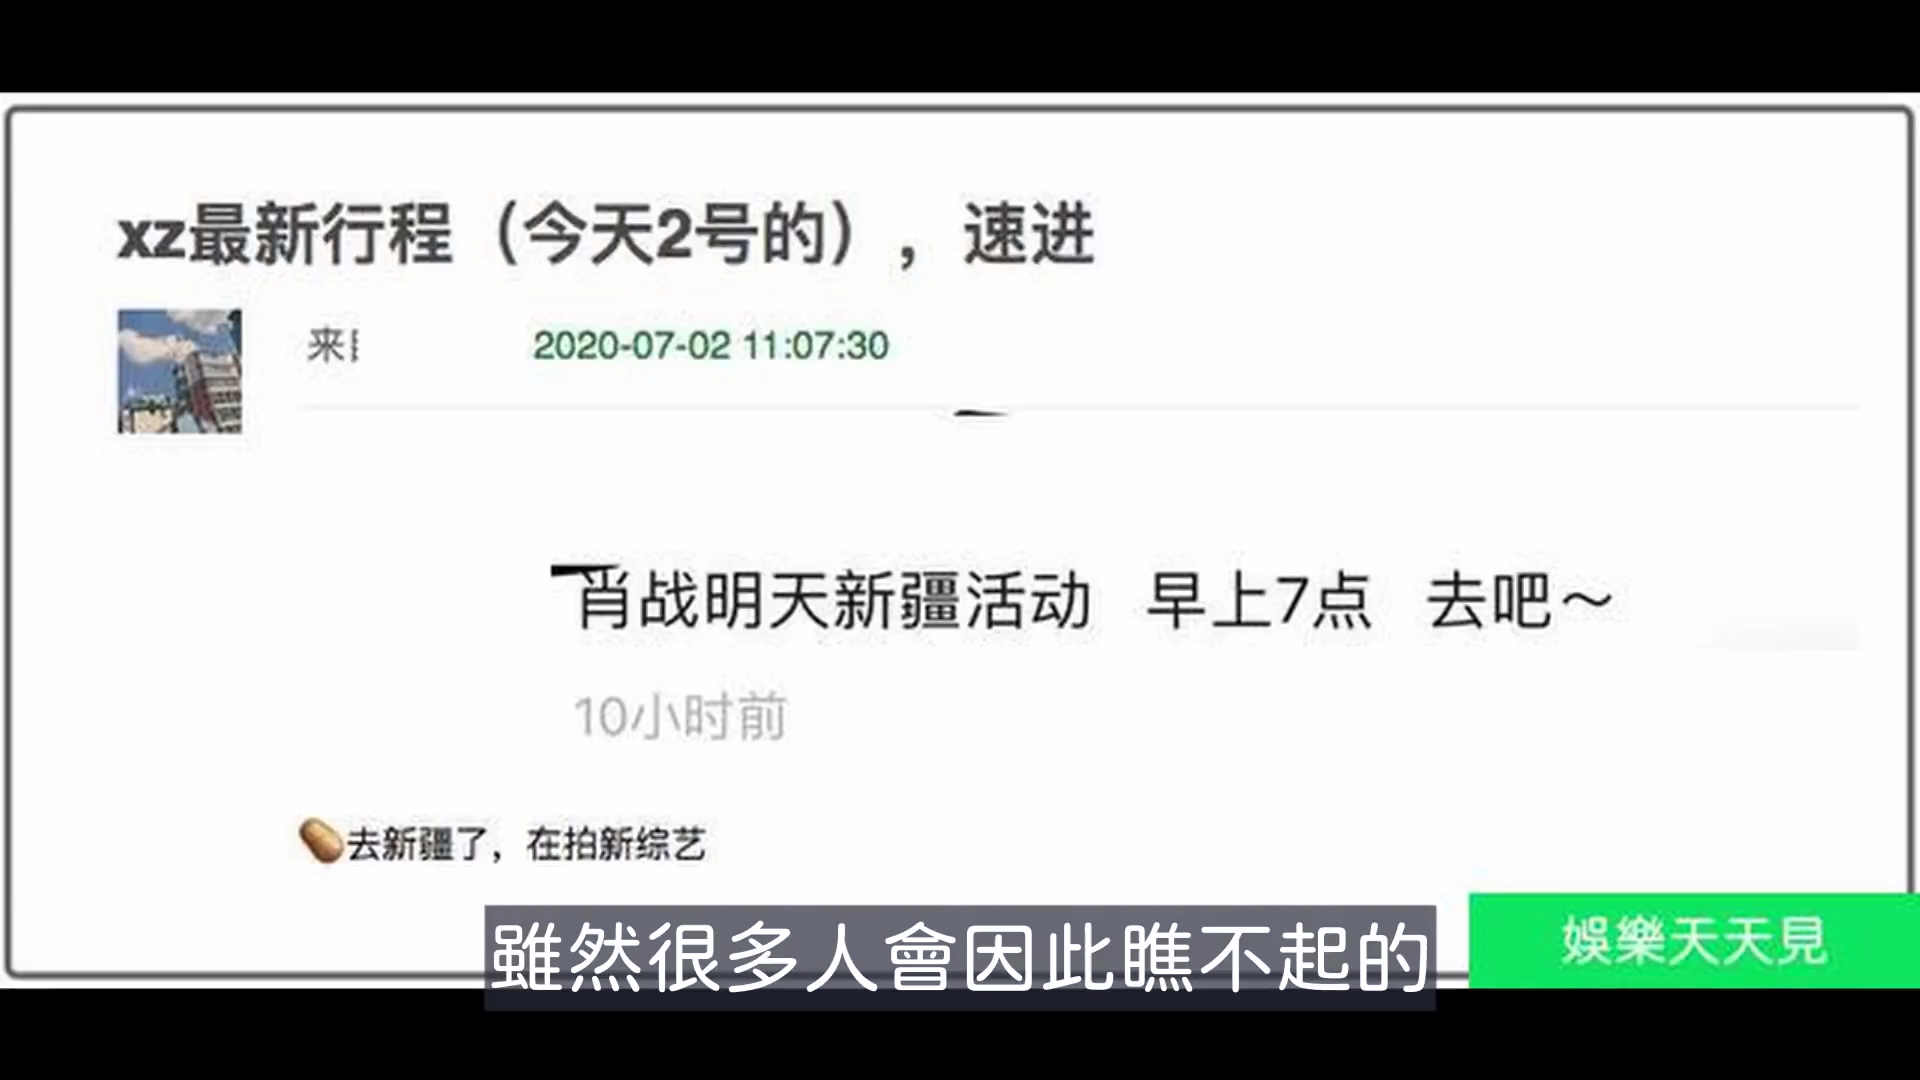 xz最新行程（今天2号的），速进
来
2020-07-02 11:07:30
肖战明天新疆活动 早上7点 去吧～
10小时前
🥔去新疆了，在拍新综艺
雖然很多人會因此瞧不起的
娛樂天天見